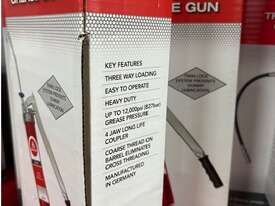 E GUN
KEY FEATURES
THREE WAY LOADING
EASY TO OPERATE
HEAVY DUTY
UP TO 12,000psi (827bar)
GREASE PRESSURE
4 JAW LONG LIFE
COUPLER
COARSE THREAD ON
BARREL ELIMINATES
CROSS THREADING
MANUFACTURED
IN GERMANY